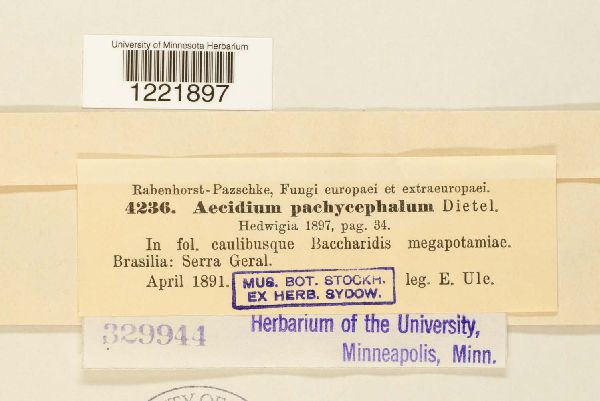 University of Minnesota Herbarium
1221897
Rabenhorst-Pazschke, Fungi europaei et extraeuropaei.
4236. Aecidium pachycephalum Dietel.
Hedwigia 1897, pag. 34.
In fol. caulibusque Baccharidis megapotamiae.
Brasilia: Serra Geral.
April 1891. leg. E. Ule.
MUS. BOT. STOCKH.
EX HERB. SYDOW.
329944
Herbarium of the University,
Minneapolis, Minn.